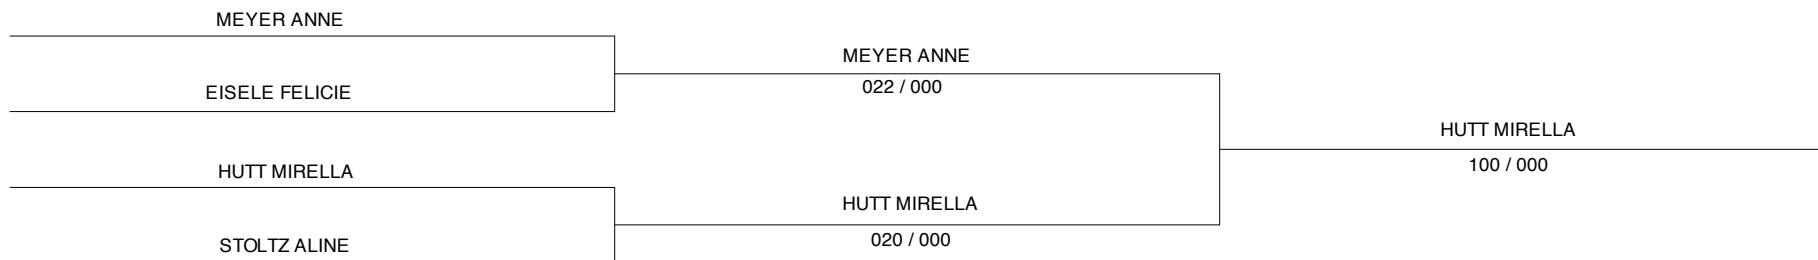 MEYER ANNE
EISELE FELICIE
HUTT MIRELLA
STOLTZ ALINE
MEYER ANNE
022 / 000
HUTT MIRELLA
020 / 000
HUTT MIRELLA
100 / 000